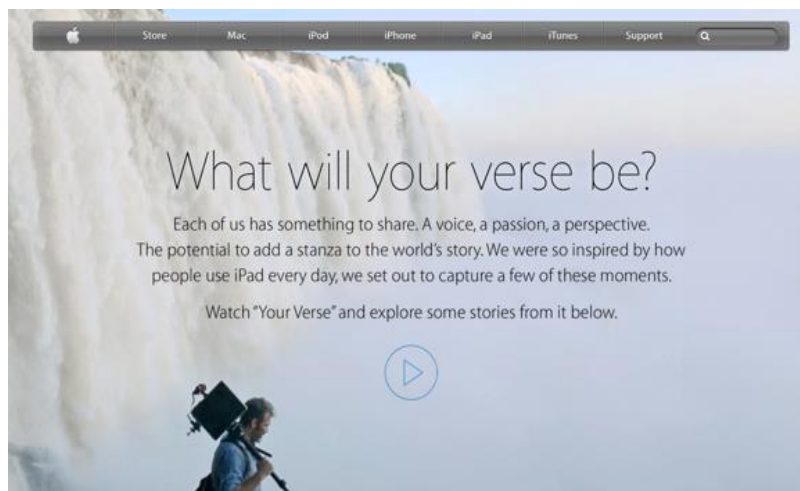 Store Mac iPod iPhone iPad iTunes Support
What will your verse be?
Each of us has something to share. A voice, a passion, a perspective.
The potential to add a stanza to the world's story. We were so inspired by how
people use iPad every day, we set out to capture a few of these moments.
Watch “Your Verse” and explore some stories from it below.